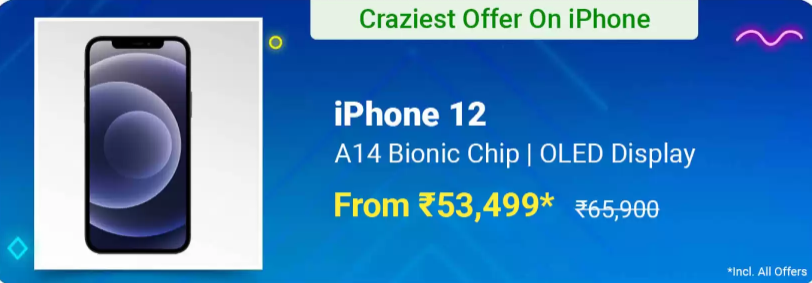 Craziest Offer On iPhone
iPhone 12
A14 Bionic Chip | OLED Display
From ₹53,499* ₹65,900
*Incl. All Offers